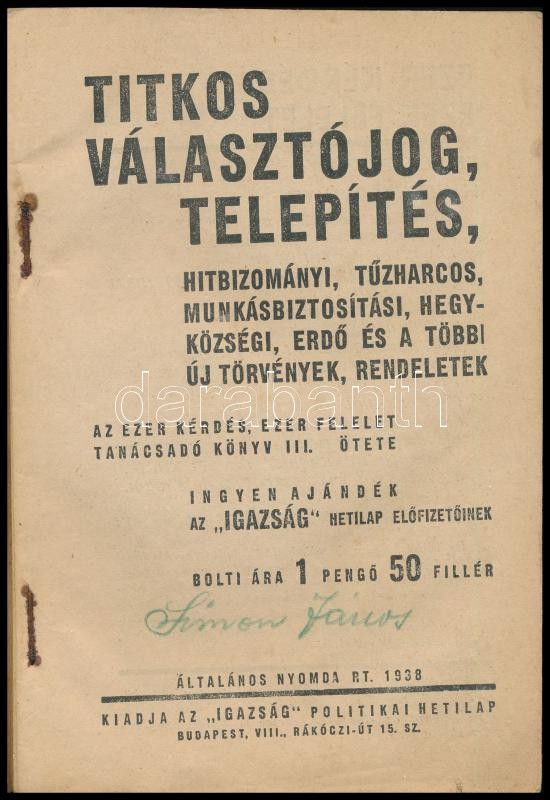 TITKOS
VÁLASZTÓJOG,
TELEPÍTÉS,
HITBIZOMÁNYI, TŰZHARCOS,
MUNKÁSBIZTOSÍTÁSI, HEGY-
KÖZSÉGI, ERDŐ ÉS A TÖBBI
ÚJ TÖRVÉNYEK, RENDELETEK
darabanth
AZ EZER KÉRDÉS, EZER FELELET
TANÁCSADÓ KÖNYV III. ÖTETE
INGYEN AJÁNDÉK
AZ „IGAZSÁG" HETILAP ELŐFIZETŐINEK
BOLTI ÁRA 1 PENGŐ 50 FILLÉR
Simon János
ÁLTALÁNOS NYOMDA RT. 1938
KIADJA AZ „IGAZSÁG" POLITIKAI HETILAP
BUDAPEST, VIII., RÁKÓCZI-ÚT 15. SZ.